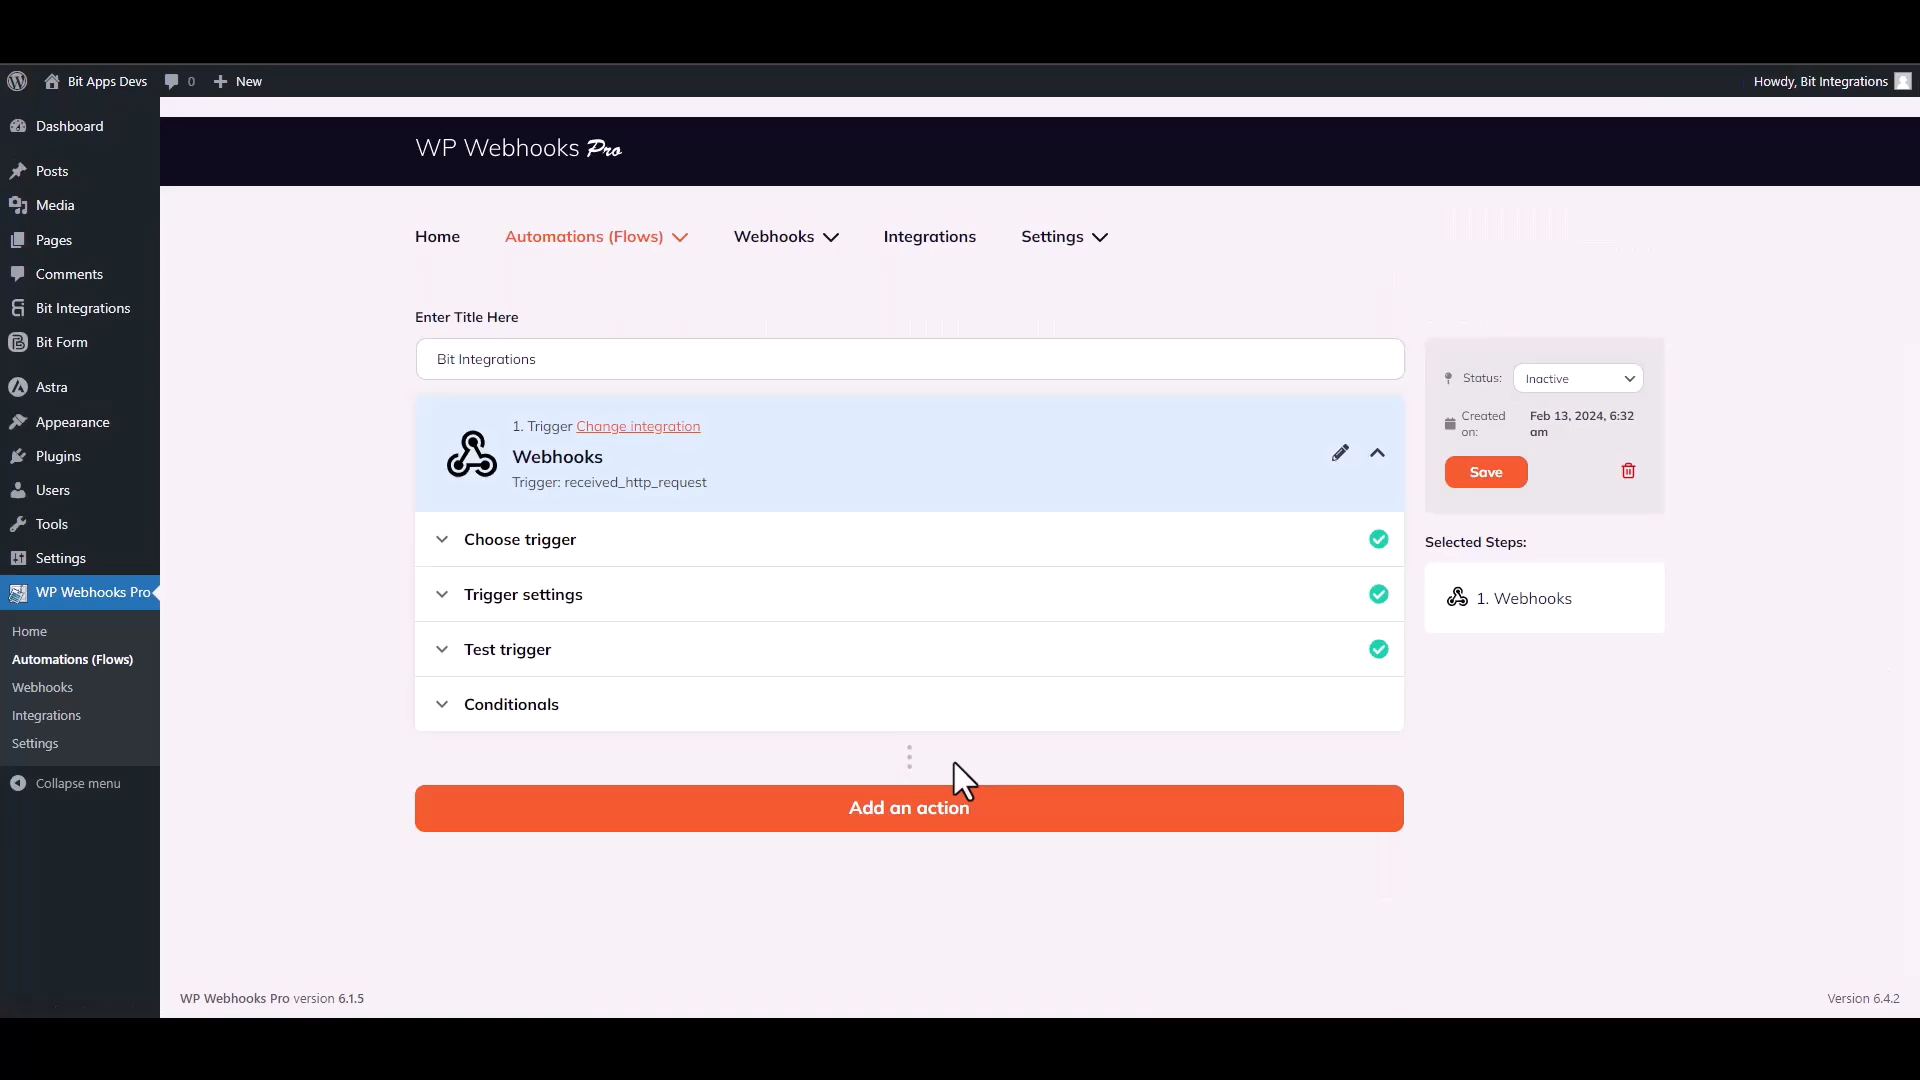 Bit Apps Devs
0
New
Howdy, Bit Integrations
Dashboard
Posts
Media
Pages
Comments
Bit Integrations
Bit Form
Astra
Appearance
Plugins
Users
Tools
Settings
WP Webhooks Pro
Home
Automations (Flows)
Webhooks
Integrations
Settings
Collapse menu
WP Webhooks Pro
Home
Automations (Flows)
Webhooks
Integrations
Settings
Enter Title Here
Bit Integrations
1. Trigger Change integration
Webhooks
Trigger: received_http_request
Choose trigger
Trigger settings
Test trigger
Conditionals
Add an action
Status:
Inactive
Created on:
Feb 13, 2024, 6:32 am
Save
Selected Steps:
1. Webhooks
WP Webhooks Pro version 6.1.5
Version 6.4.2